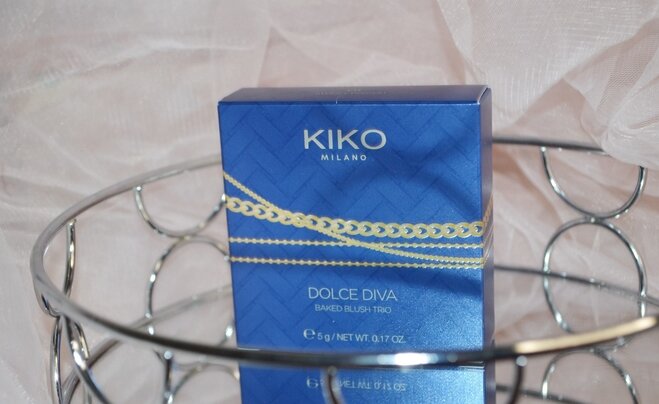 KIKO
MILANO
DOLCE DIVA
BAKED BLUSH TRIO
℮ 5 g / NET WT. 0.17 OZ.